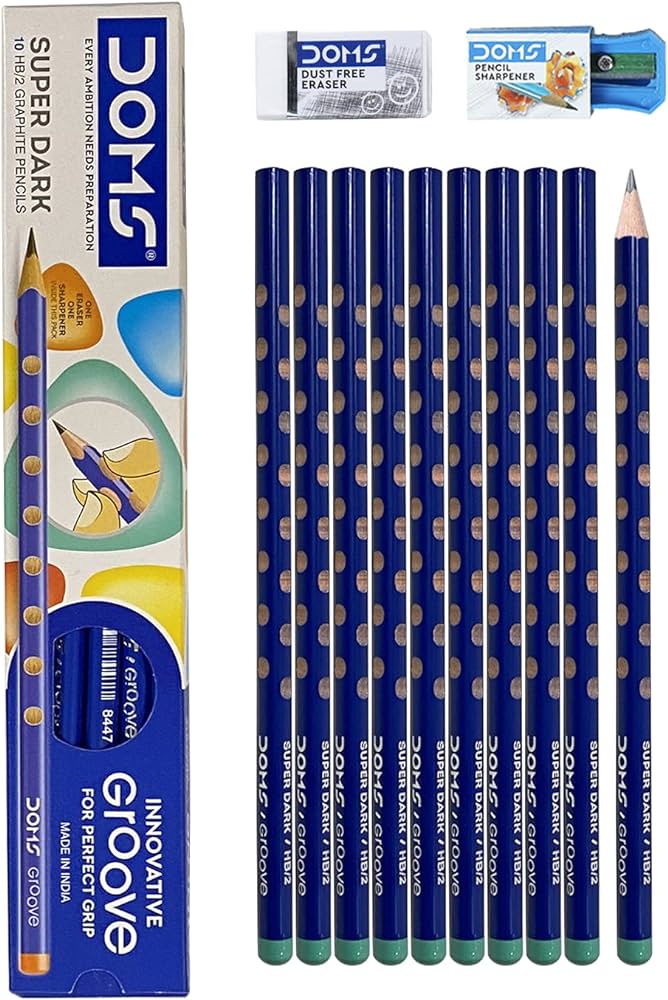 DOMS®
EVERY AMBITION NEEDS PREPARATION
SUPER DARK
10 HB/2 GRAPHITE PENCILS
ONE
ERASER
ONE
SHARPENER
INSIDE THIS PACK
Groove
8447
DOMS Groove
INNOVATIVE
Groove
FOR PERFECT GRIP
MADE IN INDIA
DOMS
DUST FREE
ERASER
DOMS
PENCIL
SHARPENER
DOMS / Groove
SUPER DARK / HB/2
DOMS / Groove
SUPER DARK / HB/2
DOMS / Groove
SUPER DARK / HB/2
DOMS / Groove
SUPER DARK / HB/2
DOMS / Groove
SUPER DARK / HB/2
DOMS / Groove
SUPER DARK / HB/2
DOMS / Groove
SUPER DARK / HB/2
DOMS / Groove
SUPER DARK / HB/2
DOMS / Groove
SUPER DARK / HB/2
DOMS / Groove
SUPER DARK / HB/2